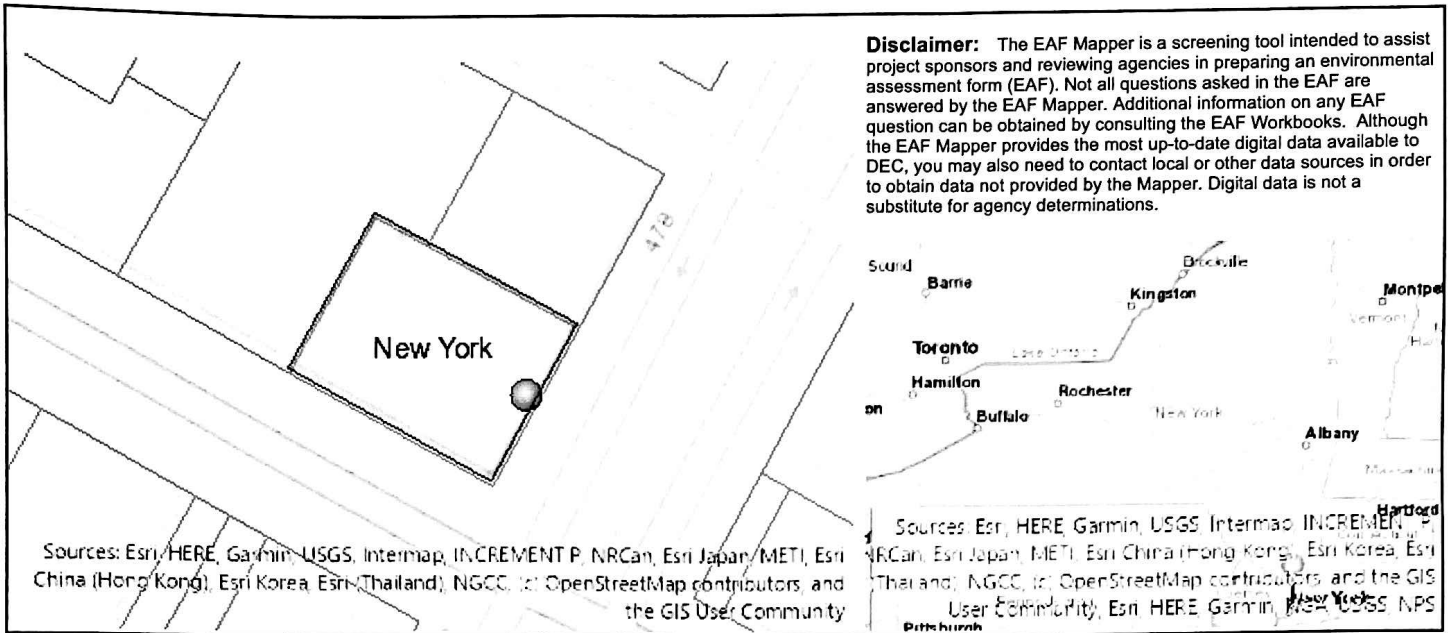 Disclaimer: The EAF Mapper is a screening tool intended to assist
project sponsors and reviewing agencies in preparing an environmental
assessment form (EAF). Not all questions asked in the EAF are
answered by the EAF Mapper. Additional information on any EAF
question can be obtained by consulting the EAF Workbooks. Although
the EAF Mapper provides the most up-to-date digital data available to
DEC, you may also need to contact local or other data sources in order
to obtain data not provided by the Mapper. Digital data is not a
substitute for agency determinations.
478
New York
Sources: Esri, HERE, Garmin, USGS, Intermap, INCREMENT P, NRCan, Esri Japan, METI, Esri
China (Hong Kong), Esri Korea, Esri (Thailand), NGCC, (c) OpenStreetMap contributors, and
the GIS User Community
Sound
Barrie
Brockville
Kingston
Montpe
Vermont
Toronto
Lake Ontario
Hamilton
Rochester
on
Buffalo
New York
Albany
Hartford
Sources: Esri, HERE, Garmin, USGS, Intermap, INCREMENT P,
NRCan, Esri Japan, METI, Esri China (Hong Kong), Esri Korea, Esri
(Thailand), NGCC, (c) OpenStreetMap contributors, and the GIS
User Community, Esri, HERE, Garmin, NGA, USGS, NPS
New York
Pittsburgh